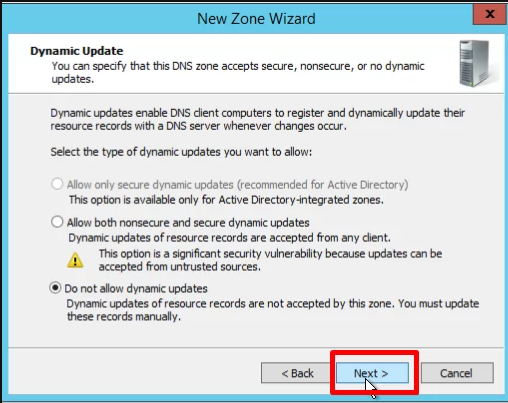 New Zone Wizard
x
Dynamic Update
You can specify that this DNS zone accepts secure, nonsecure, or no dynamic
updates.
Dynamic updates enable DNS client computers to register and dynamically update their
resource records with a DNS server whenever changes occur.
Select the type of dynamic updates you want to allow:
Allow only secure dynamic updates (recommended for Active Directory)
This option is available only for Active Directory-integrated zones.
Allow both nonsecure and secure dynamic updates
Dynamic updates of resource records are accepted from any client.
This option is a significant security vulnerability because updates can be
accepted from untrusted sources.
Do not allow dynamic updates
Dynamic updates of resource records are not accepted by this zone. You must update
these records manually.
< Back
Next >
Cancel